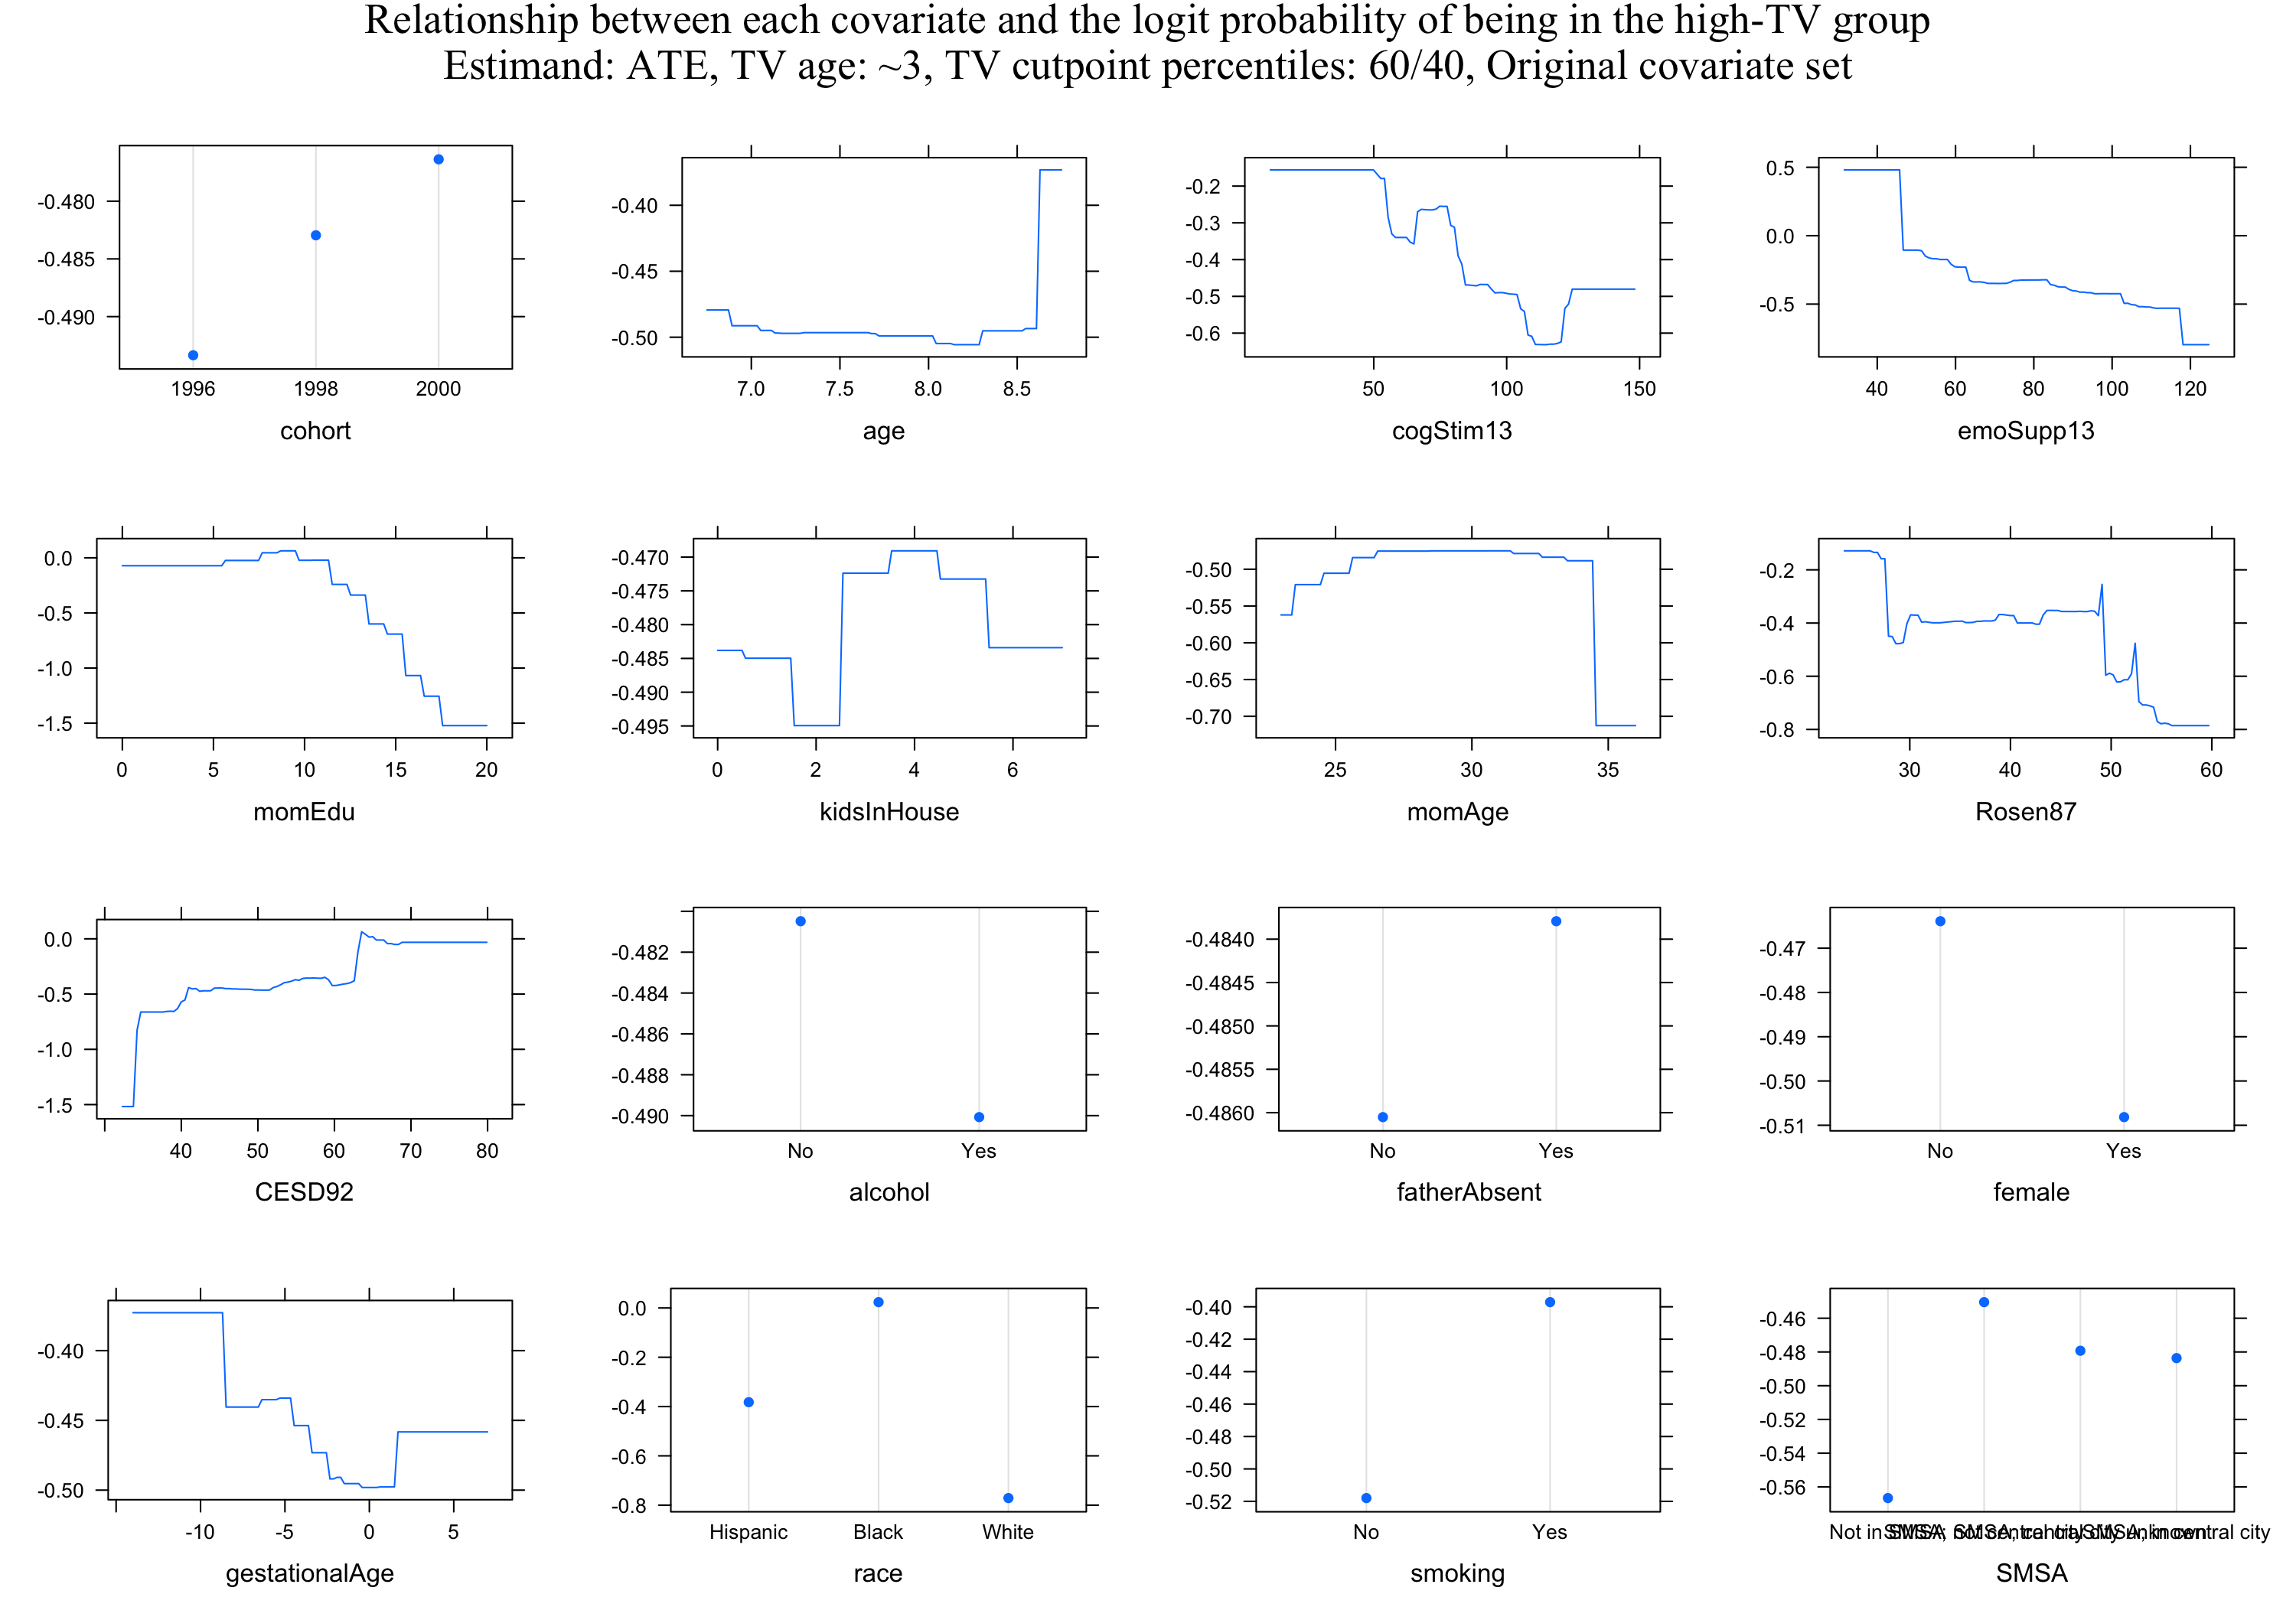 Relationship between each covariate and the logit probability of being in the high-TV group
Estimand: ATE, TV age: ~3, TV cutpoint percentiles: 60/40, Original covariate set
-0.480
-0.485
-0.490
1996 1998 2000
cohort
-0.40
-0.45
-0.50
7.0 7.5 8.0 8.5
age
-0.2
-0.3
-0.4
-0.5
-0.6
50 100 150
cogStim13
0.5
0.0
-0.5
40 60 80 100 120
emoSupp13
0.0
-0.5
-1.0
-1.5
0 5 10 15 20
momEdu
-0.470
-0.475
-0.480
-0.485
-0.490
-0.495
0 2 4 6
kidsInHouse
-0.50
-0.55
-0.60
-0.65
-0.70
25 30 35
momAge
-0.2
-0.4
-0.6
-0.8
30 40 50 60
Rosen87
0.0
-0.5
-1.0
-1.5
40 50 60 70 80
CESD92
-0.482
-0.484
-0.486
-0.488
-0.490
No Yes
alcohol
-0.4840
-0.4845
-0.4850
-0.4855
-0.4860
No Yes
fatherAbsent
-0.47
-0.48
-0.49
-0.50
-0.51
No Yes
female
-0.40
-0.45
-0.50
-10 -5 0 5
gestationalAge
0.0
-0.2
-0.4
-0.6
-0.8
Hispanic Black White
race
-0.40
-0.42
-0.44
-0.46
-0.48
-0.50
-0.52
No Yes
smoking
-0.46
-0.48
-0.50
-0.52
-0.54
-0.56
Not in SMSA
SMSA